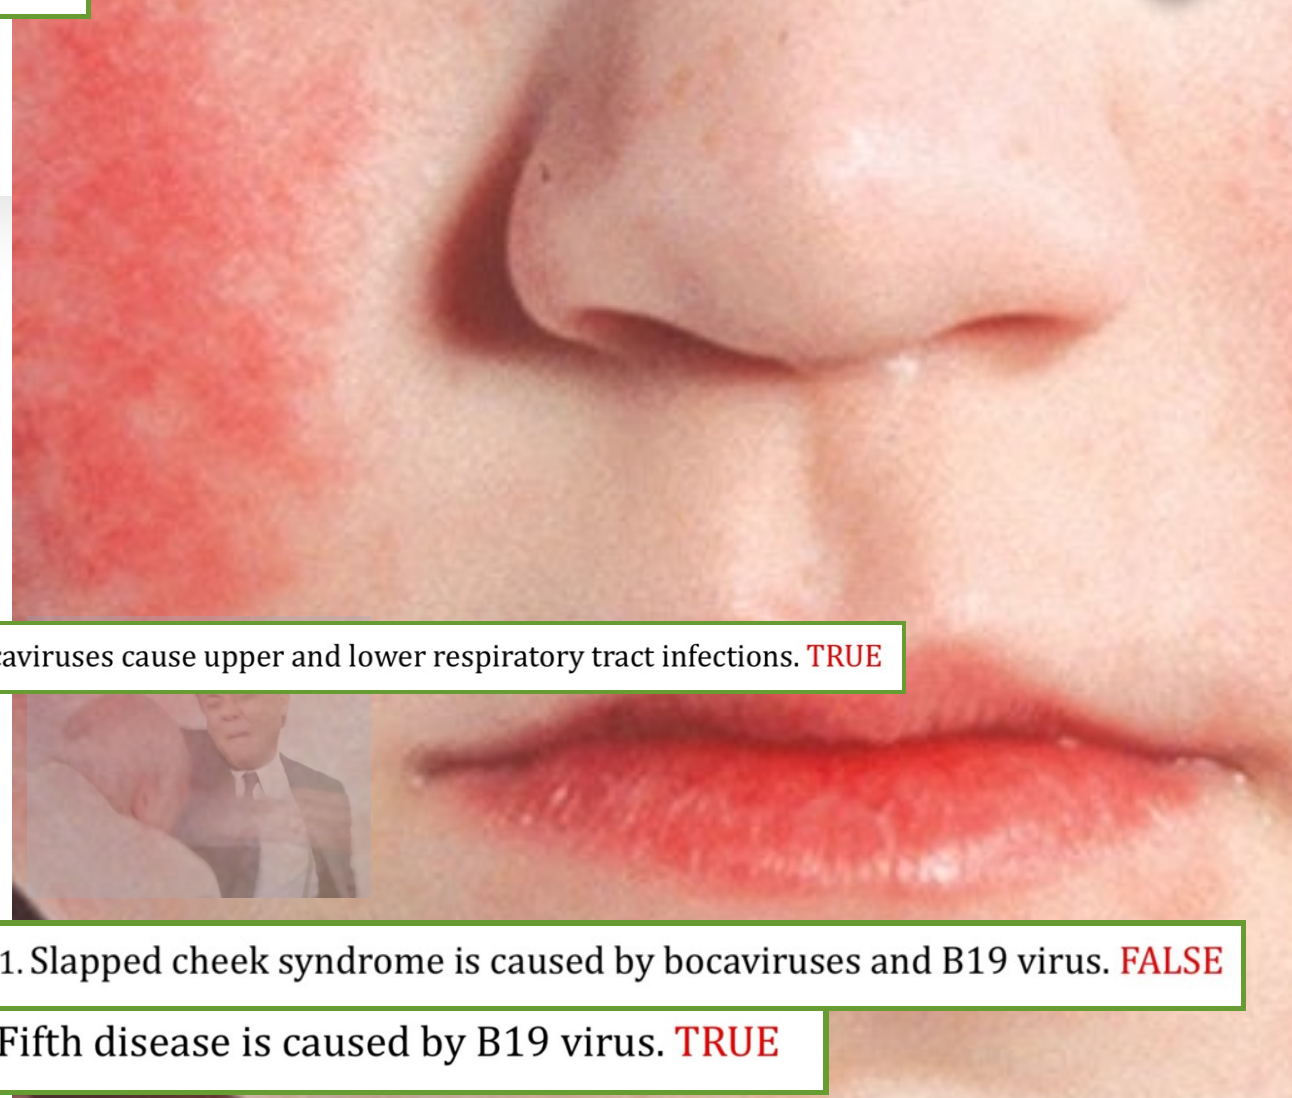 caviruses cause upper and lower respiratory tract infections. TRUE
1. Slapped cheek syndrome is caused by bocaviruses and B19 virus. FALSE
Fifth disease is caused by B19 virus. TRUE